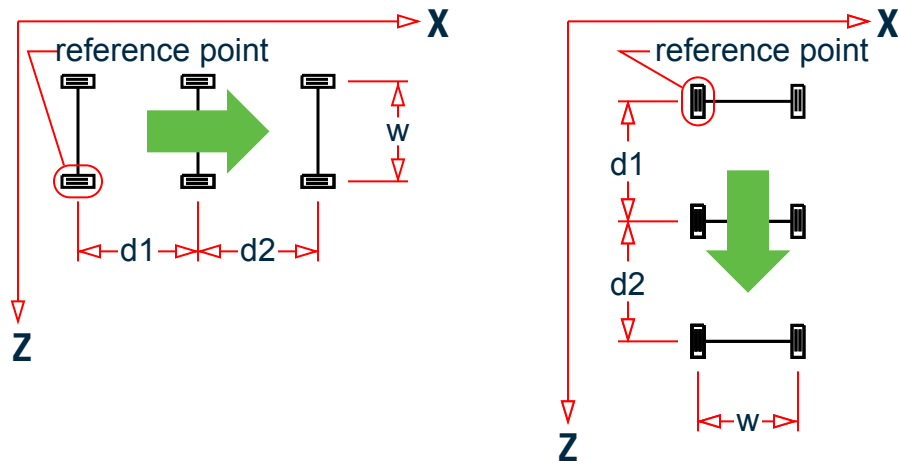 X
reference point
w
d1
d2
Z
X
reference point
d1
d2
w
Z